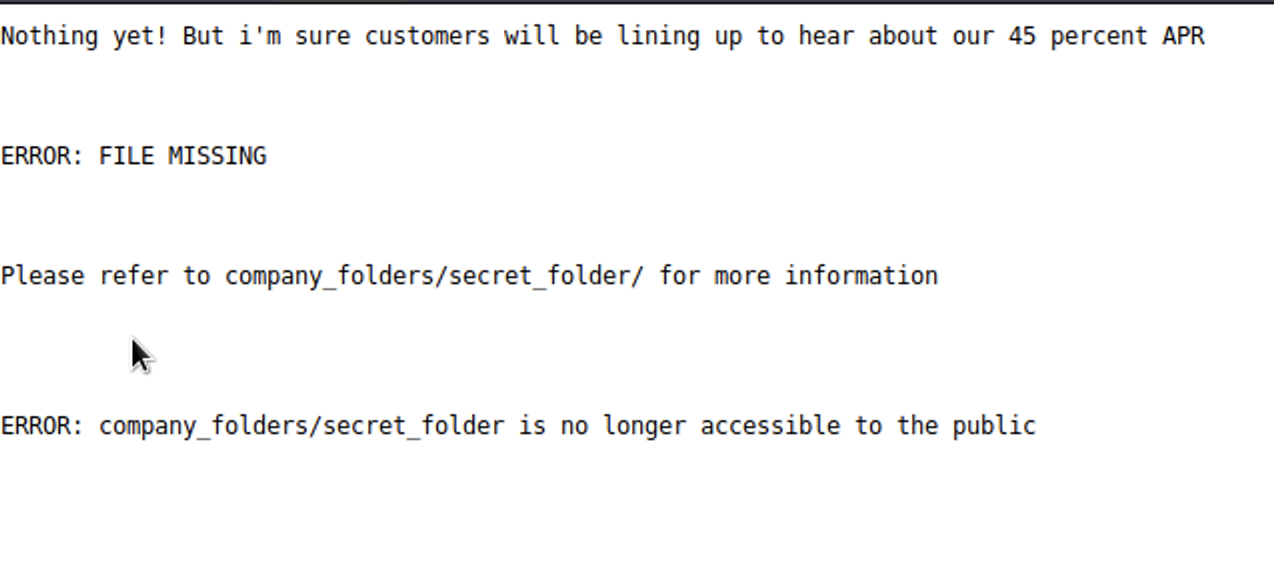 Nothing yet! But i'm sure customers will be lining up to hear about our 45 percent APR
ERROR: FILE MISSING
Please refer to company_folders/secret_folder/ for more information
ERROR: company_folders/secret_folder is no longer accessible to the public